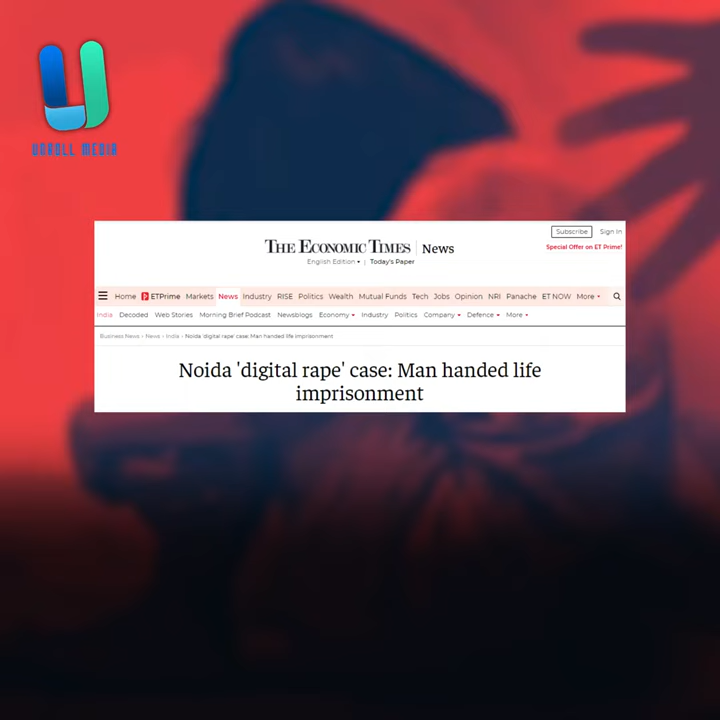 UNROLL MEDIA
Subscribe Sign In
THE ECONOMIC TIMES | News
Special Offer on ET Prime!
English Edition | Today's Paper
Home ETPrime Markets News Industry RISE Politics Wealth Mutual Funds Tech Jobs Opinion NRI Panache ET NOW More
India Decoded Web Stories Morning Brief Podcast Newsblogs Economy Industry Politics Company Defence More
Business News › News › India › Noida 'digital rape' case: Man handed life imprisonment
Noida 'digital rape' case: Man handed life
imprisonment